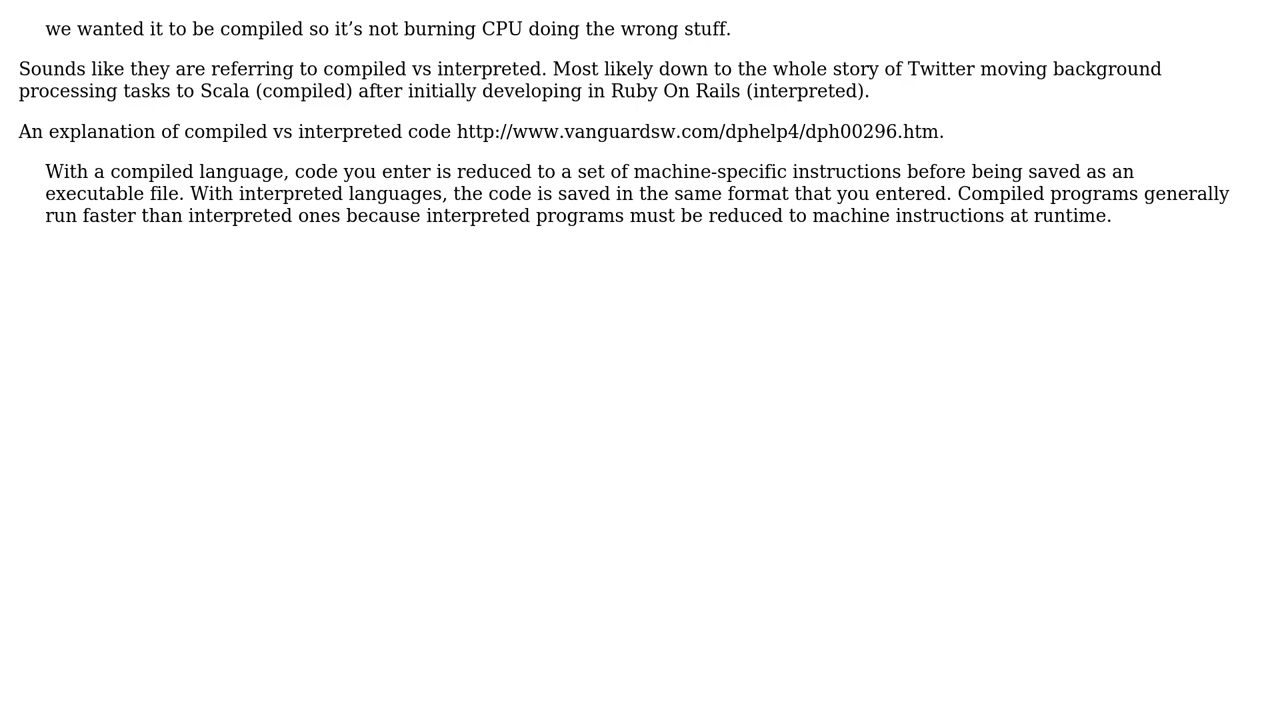 we wanted it to be compiled so it’s not burning CPU doing the wrong stuff.
Sounds like they are referring to compiled vs interpreted. Most likely down to the whole story of Twitter moving background
processing tasks to Scala (compiled) after initially developing in Ruby On Rails (interpreted).
An explanation of compiled vs interpreted code http://www.vanguardsw.com/dphelp4/dph00296.htm.
With a compiled language, code you enter is reduced to a set of machine-specific instructions before being saved as an
executable file. With interpreted languages, the code is saved in the same format that you entered. Compiled programs generally
run faster than interpreted ones because interpreted programs must be reduced to machine instructions at runtime.